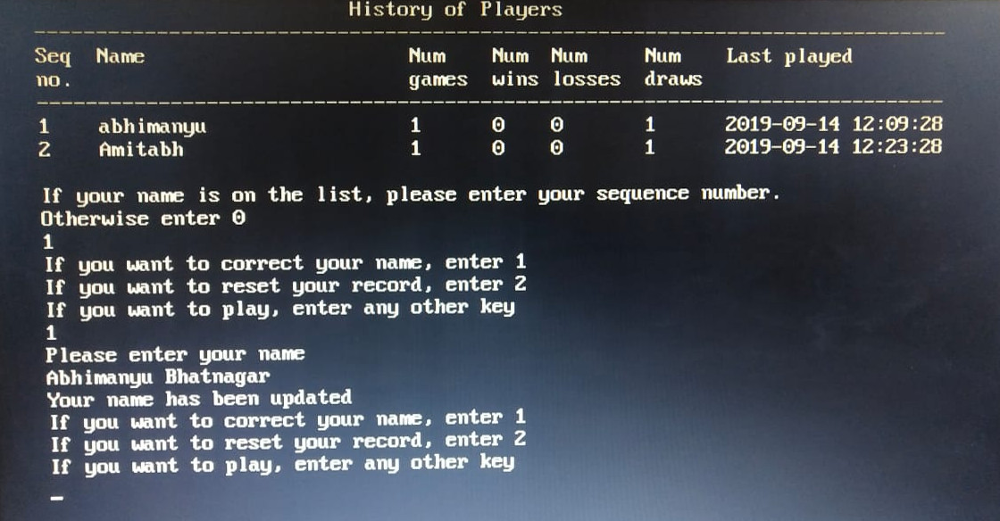 History of Players
Seq Name Num Num Num Num Last played
no. games wins losses draws
1 abhimanyu 1 0 0 1 2019-09-14 12:09:28
2 Amitabh 1 0 0 1 2019-09-14 12:23:28
If your name is on the list, please enter your sequence number.
Otherwise enter 0
1
If you want to correct your name, enter 1
If you want to reset your record, enter 2
If you want to play, enter any other key
1
Please enter your name
Abhimanyu Bhatnagar
Your name has been updated
If you want to correct your name, enter 1
If you want to reset your record, enter 2
If you want to play, enter any other key